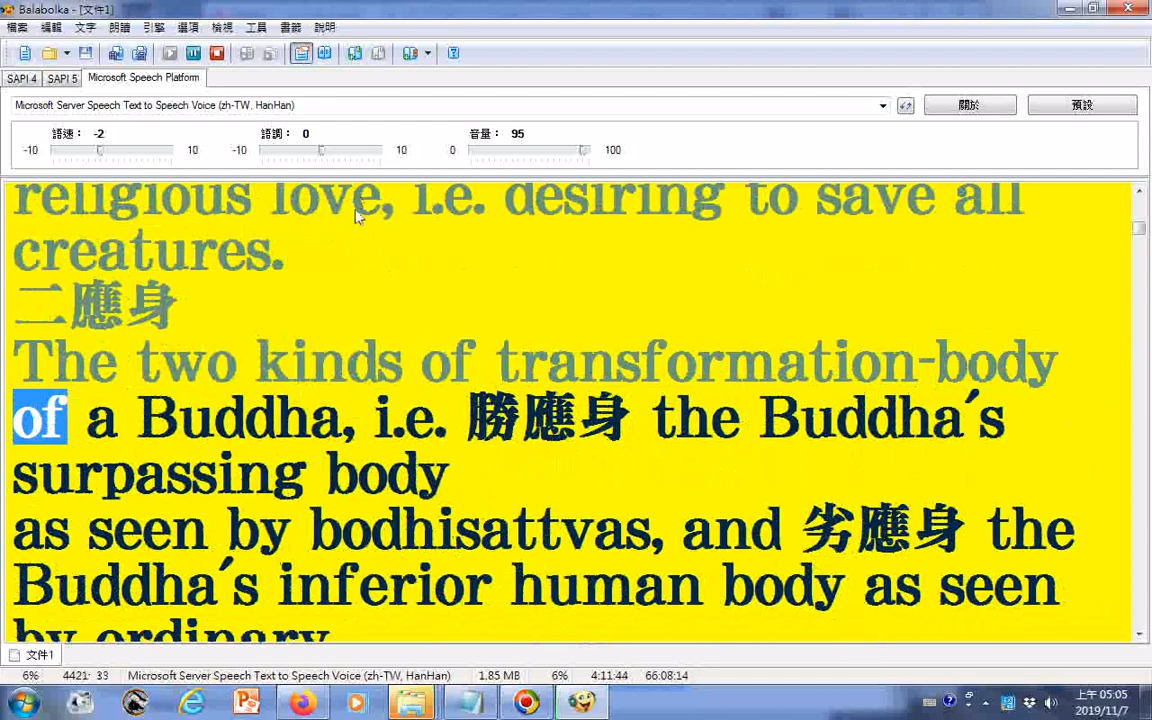 Balabolka - [文件1]
檔案 編輯 文字 朗讀 引擎 選項 檢視 工具 書籤 說明
SAPI 4 SAPI 5 Microsoft Speech Platform
Microsoft Server Speech Text to Speech Voice (zh-TW, HanHan) 關於 預設
語速： -2 語調： 0 音量： 95
-10 10 -10 10 0 100
religious love, i.e. desiring to save all
creatures.
二應身
The two kinds of transformation-body
of a Buddha, i.e. 勝應身 the Buddha's
surpassing body
as seen by bodhisattvas, and 劣應身 the
Buddha's inferior human body as seen
by ordinary
文件1
6% 4421: 33 Microsoft Server Speech Text to Speech Voice (zh-TW, HanHan) 1.85 MB 6% 4:11:44 66:08:14
上午 05:05
2019/11/7